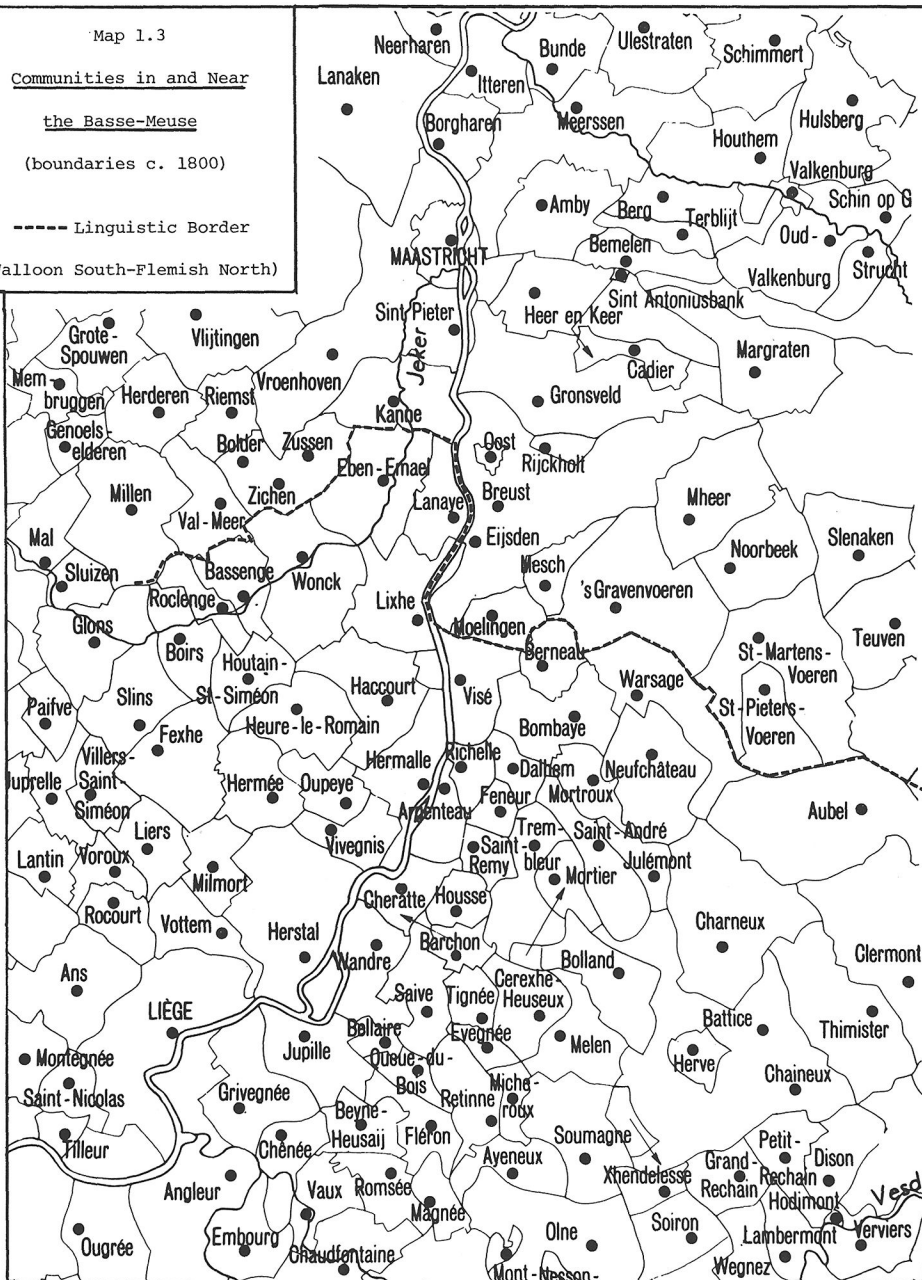 Map 1.3
Communities in and Near
the Basse-Meuse
(boundaries c. 1800)
Linguistic Border
alloon South-Flemish North)
Neerharen
Lanaken
Itteren
Bunde
Ulestraten
Schimmert
Borgharen
Meerssen
Houthem
Hulsberg
Valkenburg
Schin op G
Amby
Berg
Terblijt
Oud-
Valkenburg
Strucht
MAASTRICHT
Bemelen
Sint Antoniusbank
Heer en Keer
Sint Pieter
Jeker
Cadier
Margraten
Grote-
Spouwen
Vlijtingen
Mem-
bruggen
Herderen
Riemst
Vroenhoven
Kanne
Gronsveld
Genoels-
elderen
Bolder
Zussen
Oost
Rijckholt
Millen
Zichen
Eben-Emael
Val-Meer
Lanaye
Breust
Mheer
Mal
Sluizen
Bassenge
Wonck
Eijsden
Mesch
Noorbeek
Slenaken
Roclenge
Lixhe
's Gravenvoeren
Glons
Boirs
Moelingen
Berneau
St-Martens-
Voeren
Teuven
Houtain-
St-Siméon
Haccourt
Visé
Warsage
St-Pieters-
Voeren
Paifve
Slins
Fexhe
Heure-le-Romain
Bombaye
Villers-
Saint-
Siméon
Juprelle
Hermée
Oupeye
Hermalle
Richelle
Dalhem
Neufchâteau
Mortroux
Argenteau
Feneur
Aubel
Liers
Vivegnis
Saint-
Remy
Trem-
bleur
Saint-André
Julémont
Lantin
Voroux
Milmort
Mortier
Rocourt
Vottem
Cheratte
Housse
Charneux
Herstal
Wandre
Barchon
Bolland
Clermont
Ans
Saive
Tignée
Cerexhe-
Heuseux
LIÈGE
Bellaire
Evegnée
Melen
Battice
Thimister
Montegnée
Jupille
Queue-du-
Bois
Herve
Saint-Nicolas
Grivegnée
Retinne
Miche-
roux
Chaineux
Beyne-
Heusaij
Fléron
Tilleur
Chênée
Ayeneux
Soumagne
Petit-
Rechain
Dison
Xhendelesse
Grand-
Rechain
Angleur
Vaux
Romsée
Hodimont
Vesd
Magnée
Embourg
Olne
Soiron
Lambermont
Verviers
Ougrée
Chaudfontaine
Wegnez
Mont-
Nesson-